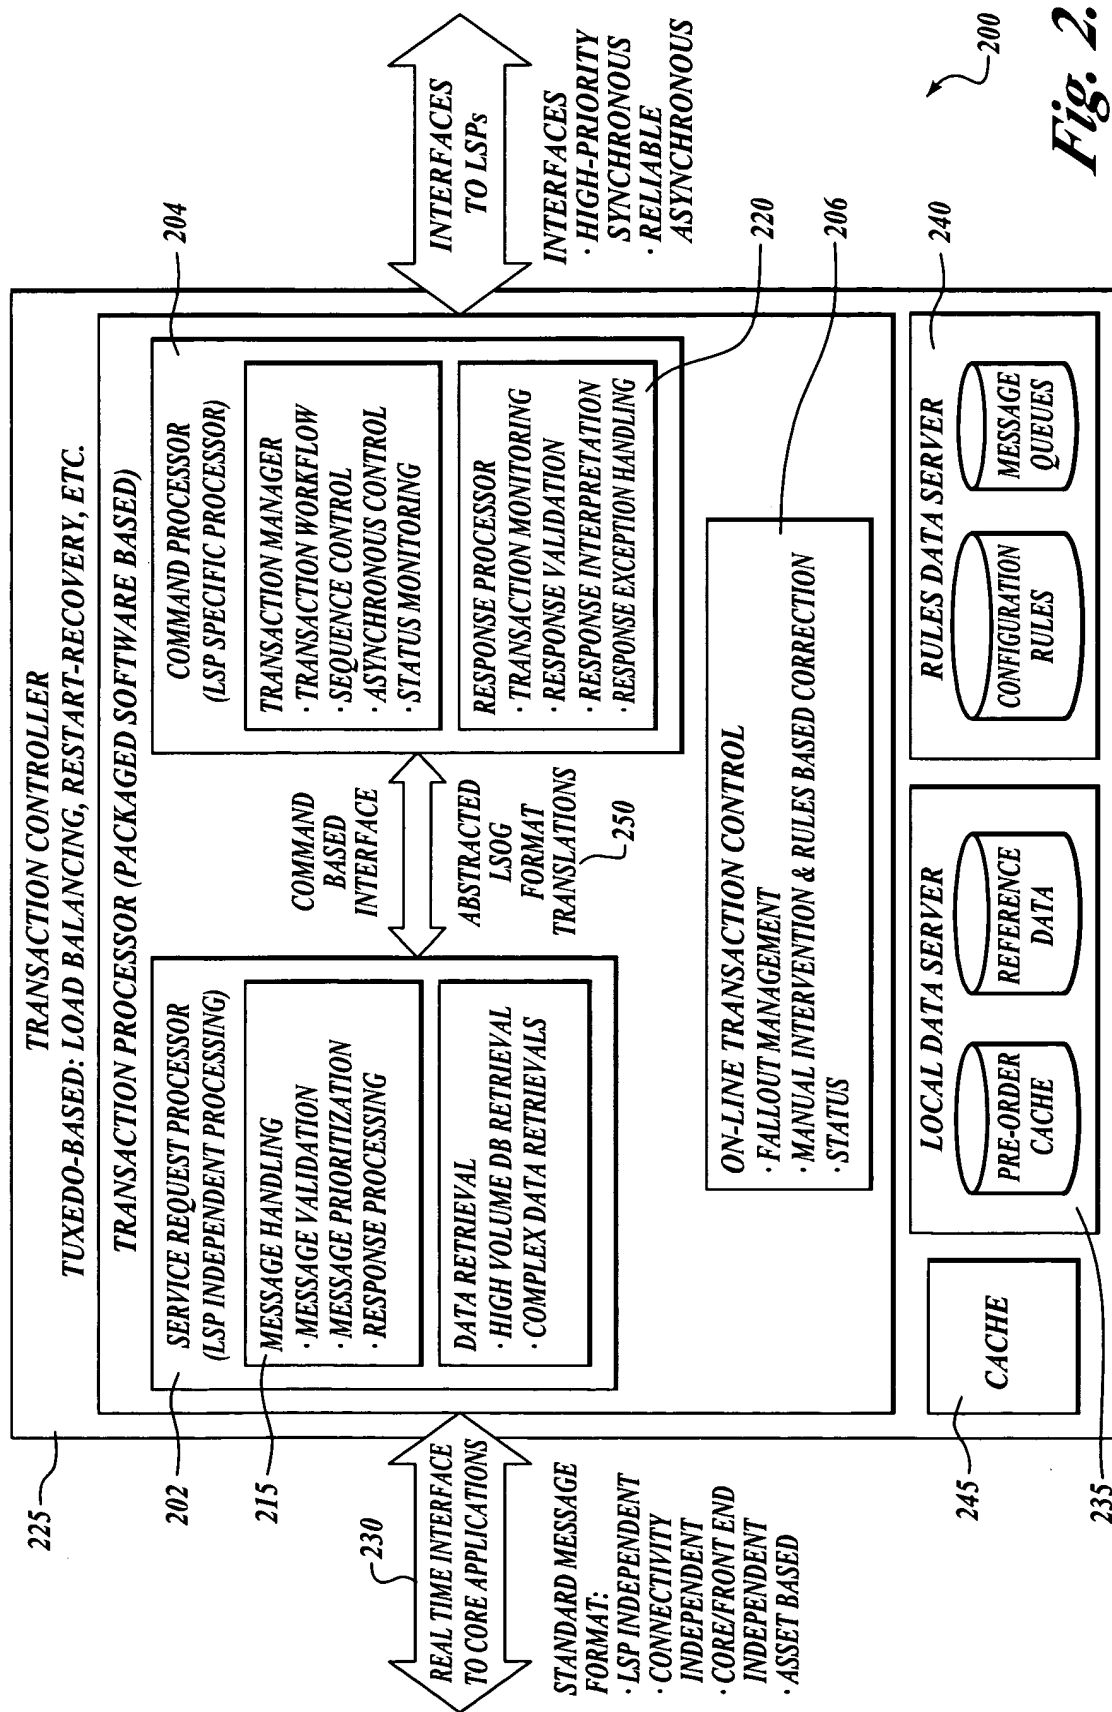 TRANSACTION CONTROLLER
TUXEDO-BASED: LOAD BALANCING, RESTART-RECOVERY, ETC.
TRANSACTION PROCESSOR (PACKAGED SOFTWARE BASED)
225
202
215
SERVICE REQUEST PROCESSOR
(LSP INDEPENDENT PROCESSING)
MESSAGE HANDLING
· MESSAGE VALIDATION
· MESSAGE PRIORITIZATION
· RESPONSE PROCESSING
DATA RETRIEVAL
· HIGH VOLUME DB RETRIEVAL
· COMPLEX DATA RETRIEVALS
COMMAND
BASED
INTERFACE
ABSTRACTED
LSOG
FORMAT
TRANSLATIONS
250
204
COMMAND PROCESSOR
(LSP SPECIFIC PROCESSOR)
TRANSACTION MANAGER
· TRANSACTION WORKFLOW
· SEQUENCE CONTROL
· ASYNCHRONOUS CONTROL
· STATUS MONITORING
RESPONSE PROCESSOR
· TRANSACTION MONITORING
· RESPONSE VALIDATION
· RESPONSE INTERPRETATION
· RESPONSE EXCEPTION HANDLING
220
230
REAL TIME INTERFACE
TO CORE APPLICATIONS
STANDARD MESSAGE
FORMAT:
· LSP INDEPENDENT
· CONNECTIVITY
INDEPENDENT
· CORE/FRONT END
INDEPENDENT
· ASSET BASED
INTERFACES
TO LSPs
INTERFACES
· HIGH-PRIORITY
SYNCHRONOUS
· RELIABLE
ASYNCHRONOUS
ON-LINE TRANSACTION CONTROL
· FALLOUT MANAGEMENT
· MANUAL INTERVENTION & RULES BASED CORRECTION
· STATUS
206
245
CACHE
235
LOCAL DATA SERVER
PRE-ORDER
CACHE
REFERENCE
DATA
240
RULES DATA SERVER
CONFIGURATION
RULES
MESSAGE
QUEUES
200
Fig. 2.